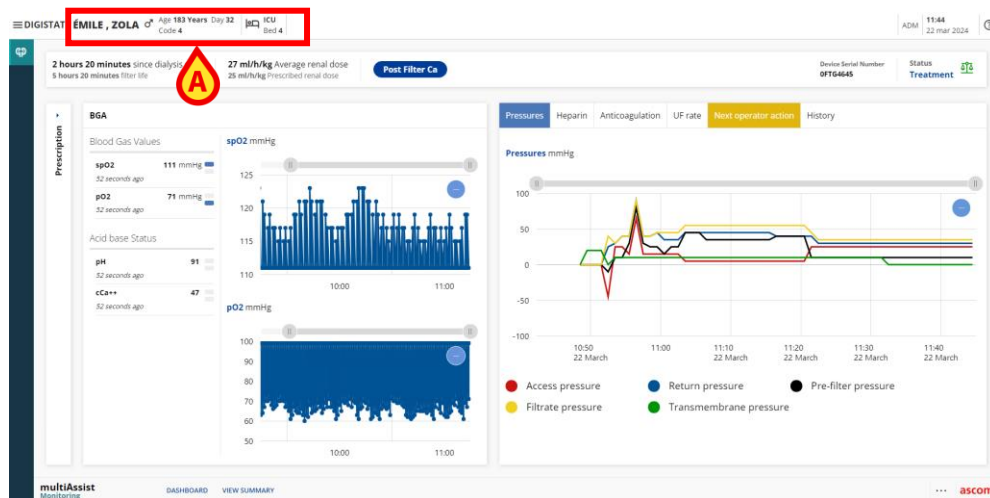 DIGISTAT ÉMILE , ZOLA ♂ Age 183 Years Day 32 ICU
Code 4 Bed 4
ADM 11:44
22 mar 2024
A
2 hours 20 minutes since dialysis
5 hours 20 minutes filter life
27 ml/h/kg Average renal dose
25 ml/h/kg Prescribed renal dose
Post Filter Ca
Device Serial Number
0FTG4645
Status
Treatment
Prescription
BGA
Blood Gas Values
spO2 111 mmHg
52 seconds ago
pO2 71 mmHg
52 seconds ago
Acid base Status
pH 91
52 seconds ago
cCa++ 47
52 seconds ago
spO2 mmHg
125
120
115
110
10:00 11:00
pO2 mmHg
100
90
80
70
60
50
10:00 11:00
Pressures Heparin Anticoagulation UF rate Next operator action History
Pressures mmHg
100
50
0
-50
-100
10:50 11:00 11:10 11:20 11:30 11:40
22 March 22 March 22 March 22 March 22 March
Access pressure Return pressure Pre-filter pressure
Filtrate pressure Transmembrane pressure
multiAssist
Monitoring
DASHBOARD VIEW SUMMARY
... ascom